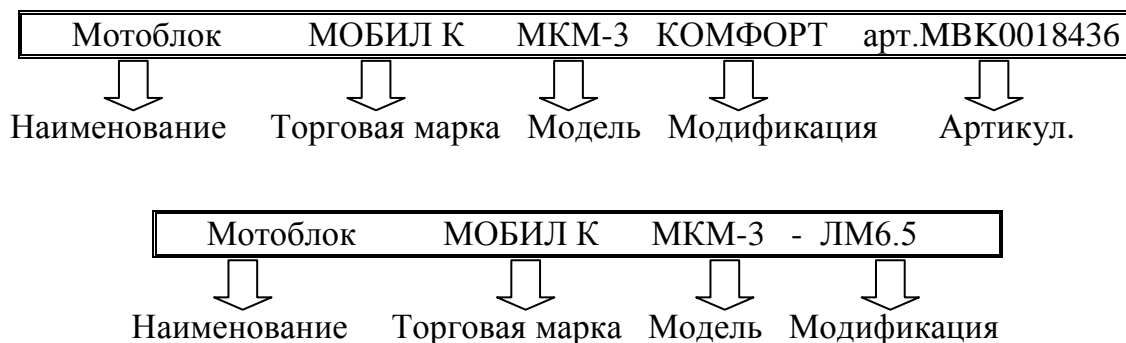 Мотоблок МОБИЛ К МКМ-3 КОМФОРТ арт.MBK0018436
Наименование Торговая марка Модель Модификация Артикул.
Мотоблок МОБИЛ К МКМ-3 - ЛМ6.5
Наименование Торговая марка Модель Модификация